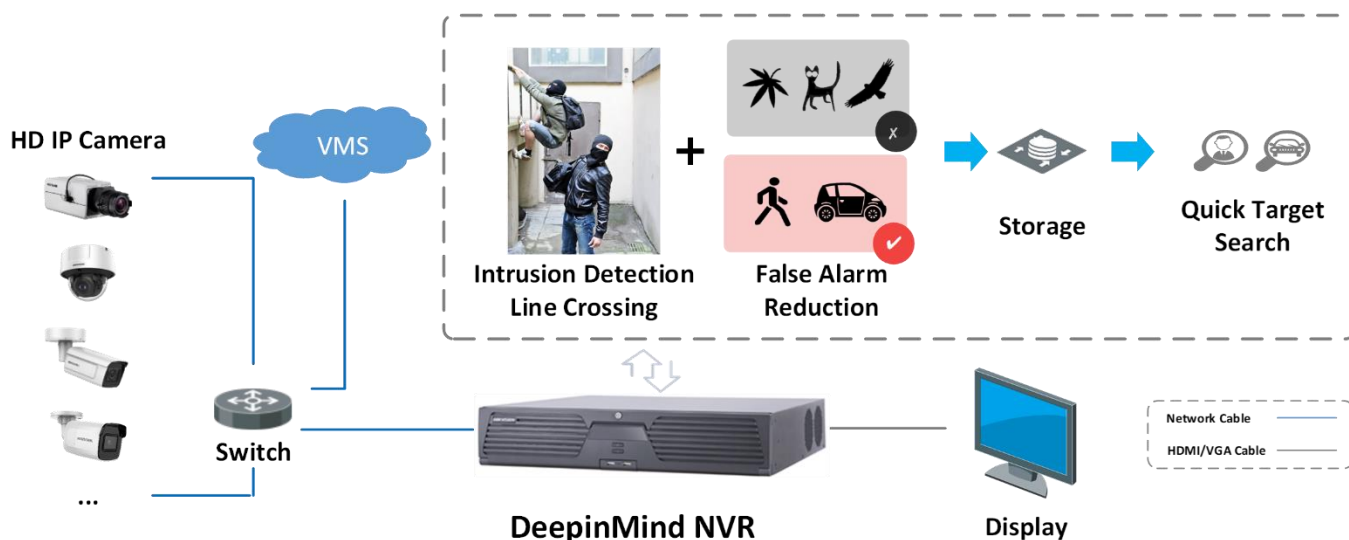 HD IP Camera
VMS
Intrusion Detection
Line Crossing
+
False Alarm
Reduction
Storage
Quick Target
Search
Switch
DeepinMind NVR
Display
Network Cable
HDMI/VGA Cable
...